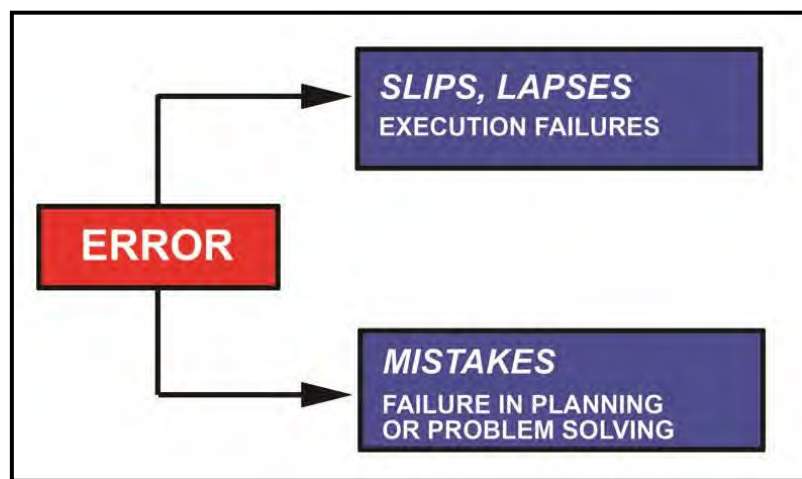 SLIPS, LAPSES
EXECUTION FAILURES
ERROR
MISTAKES
FAILURE IN PLANNING
OR PROBLEM SOLVING